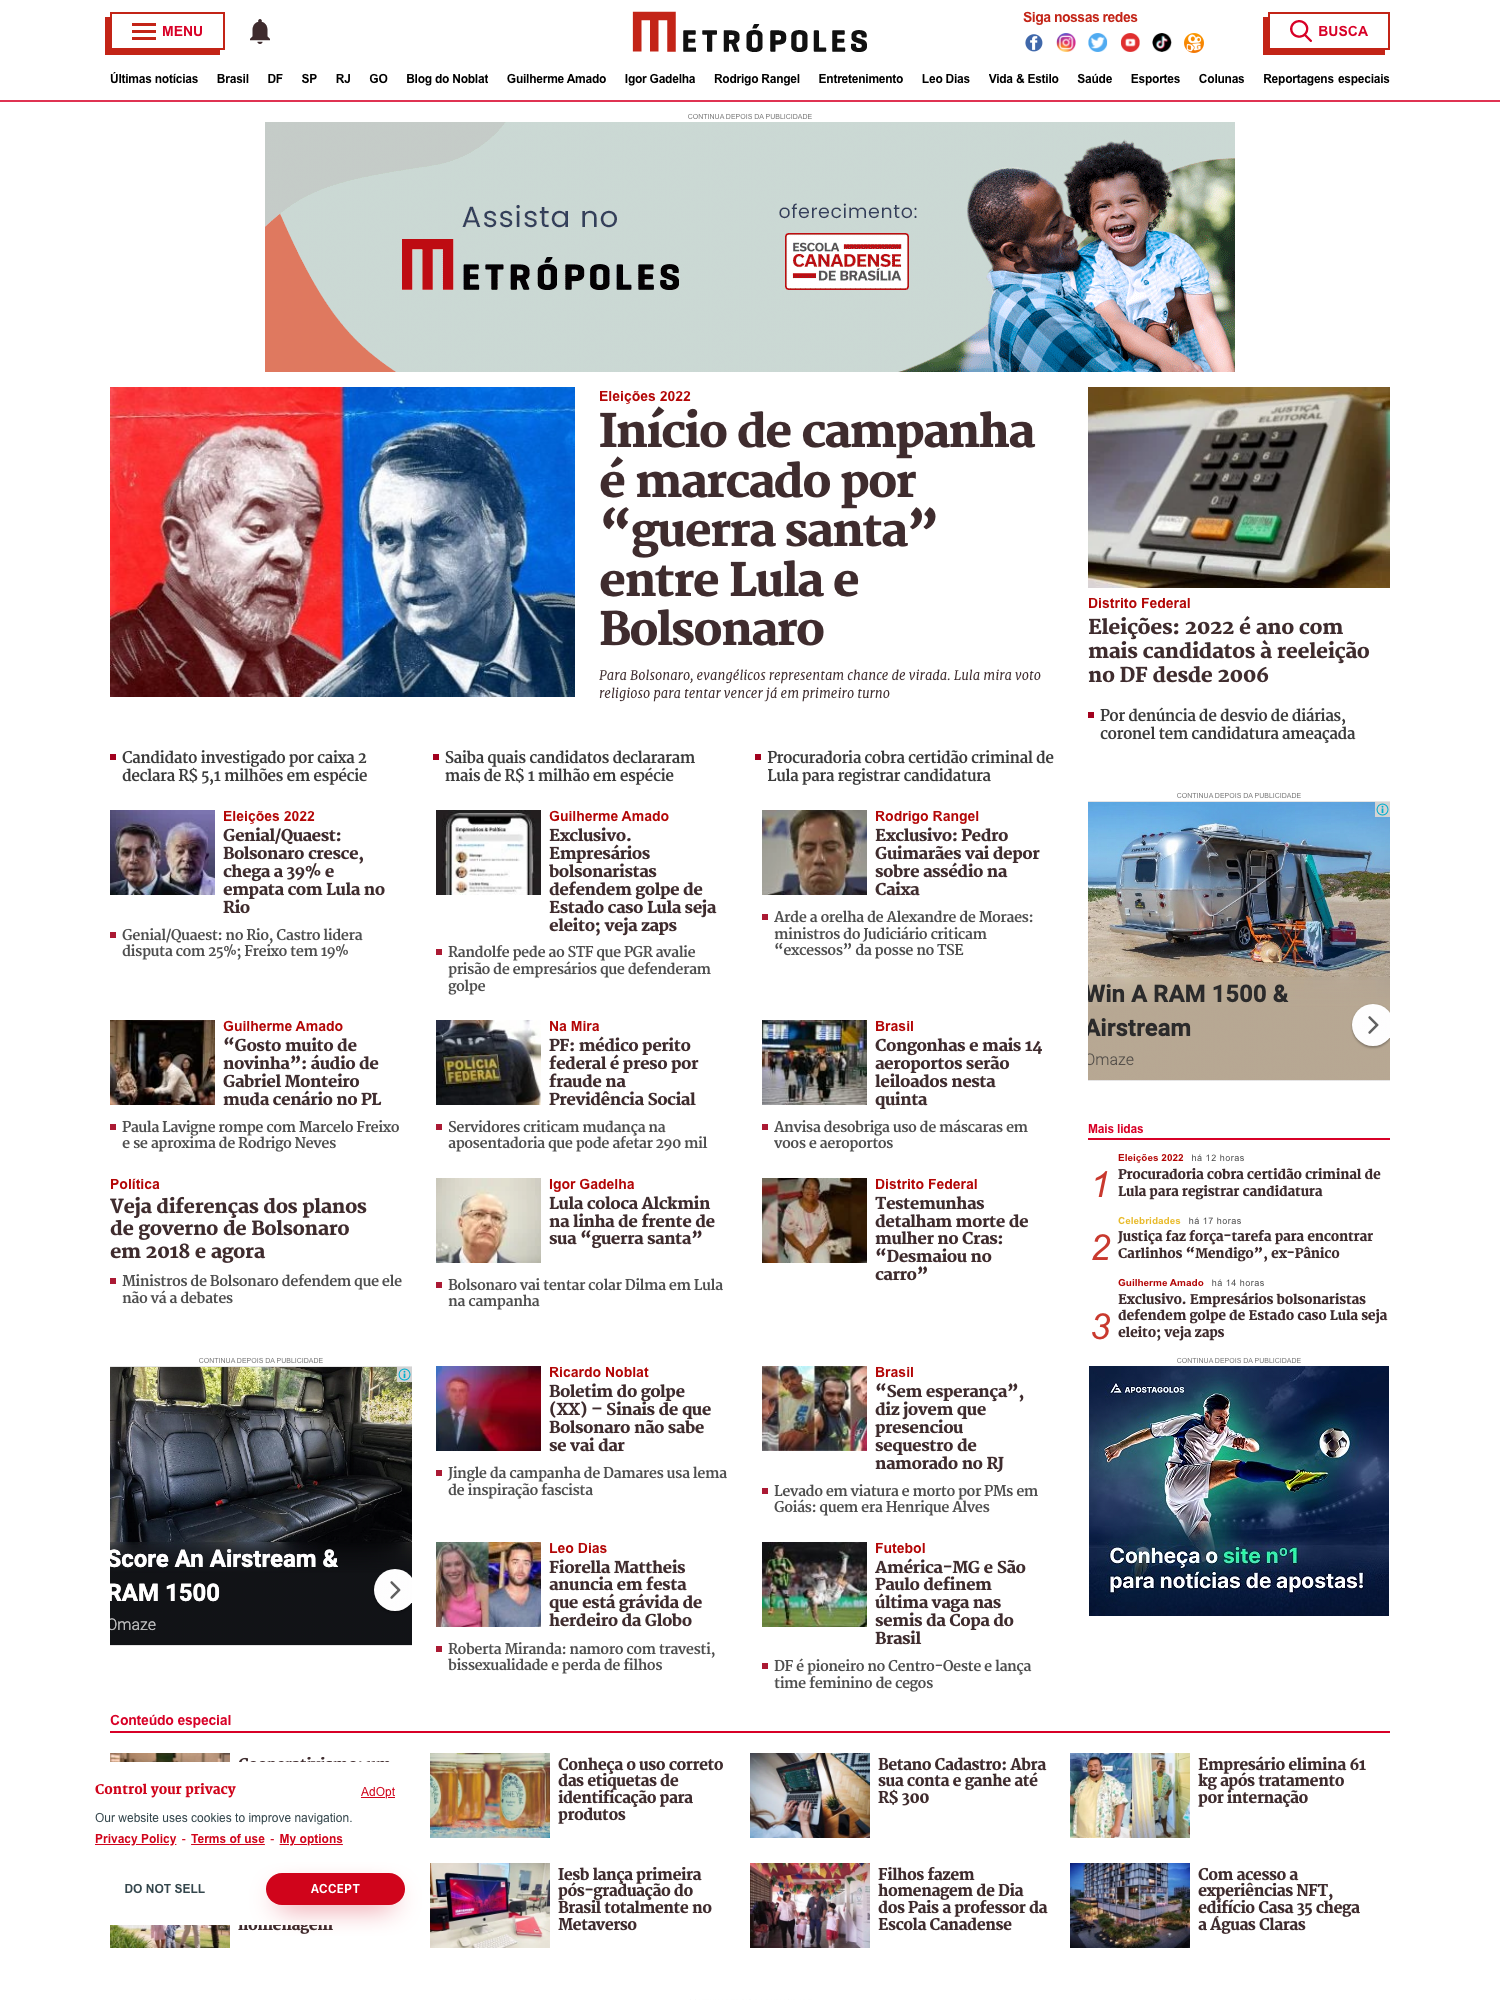 MENU
METRÓPOLES
Siga nossas redes
BUSCA
Últimas notícias Brasil DF SP RJ GO Blog do Noblat Guilherme Amado Igor Gadelha Rodrigo Rangel Entretenimento Leo Dias Vida & Estilo Saúde Esportes Colunas Reportagens especiais
CONTINUA DEPOIS DA PUBLICIDADE
Assista no
METRÓPOLES
oferecimento:
ESCOLA
CANADENSE
DE BRASÍLIA
Eleições 2022
Início de campanha
é marcado por
“guerra santa”
entre Lula e
Bolsonaro
Para Bolsonaro, evangélicos representam chance de virada. Lula mira voto
religioso para tentar vencer já em primeiro turno
JUSTIÇA
ELEITORAL
Distrito Federal
Eleições: 2022 é ano com
mais candidatos à reeleição
no DF desde 2006
Por denúncia de desvio de diárias,
coronel tem candidatura ameaçada
Candidato investigado por caixa 2
declara R$ 5,1 milhões em espécie
Saiba quais candidatos declararam
mais de R$ 1 milhão em espécie
Procuradoria cobra certidão criminal de
Lula para registrar candidatura
Eleições 2022
Genial/Quaest:
Bolsonaro cresce,
chega a 39% e
empata com Lula no
Rio
Genial/Quaest: no Rio, Castro lidera
disputa com 25%; Freixo tem 19%
Empresários & Política
Guilherme Amado
Exclusivo.
Empresários
bolsonaristas
defendem golpe de
Estado caso Lula seja
eleito; veja zaps
Randolfe pede ao STF que PGR avalie
prisão de empresários que defenderam
golpe
Rodrigo Rangel
Exclusivo: Pedro
Guimarães vai depor
sobre assédio na
Caixa
Arde a orelha de Alexandre de Moraes:
ministros do Judiciário criticam
“excessos” da posse no TSE
CONTINUA DEPOIS DA PUBLICIDADE
Win A RAM 1500 &
Airstream
Omaze
Guilherme Amado
“Gosto muito de
novinha”: áudio de
Gabriel Monteiro
muda cenário no PL
Paula Lavigne rompe com Marcelo Freixo
e se aproxima de Rodrigo Neves
POLÍCIA
FEDERAL
Na Mira
PF: médico perito
federal é preso por
fraude na
Previdência Social
Servidores criticam mudança na
aposentadoria que pode afetar 290 mil
Brasil
Congonhas e mais 14
aeroportos serão
leiloados nesta
quinta
Anvisa desobriga uso de máscaras em
voos e aeroportos
Mais lidas
1
Eleições 2022 há 12 horas
Procuradoria cobra certidão criminal de
Lula para registrar candidatura
2
Celebridades há 17 horas
Justiça faz força-tarefa para encontrar
Carlinhos “Mendigo”, ex-Pânico
3
Guilherme Amado há 14 horas
Exclusivo. Empresários bolsonaristas
defendem golpe de Estado caso Lula seja
eleito; veja zaps
Política
Veja diferenças dos planos
de governo de Bolsonaro
em 2018 e agora
Ministros de Bolsonaro defendem que ele
não vá a debates
Igor Gadelha
Lula coloca Alckmin
na linha de frente de
sua “guerra santa”
Bolsonaro vai tentar colar Dilma em Lula
na campanha
Distrito Federal
Testemunhas
detalham morte de
mulher no Cras:
“Desmaiou no
carro”
CONTINUA DEPOIS DA PUBLICIDADE
Score An Airstream &
RAM 1500
Omaze
Ricardo Noblat
Boletim do golpe
(XX) – Sinais de que
Bolsonaro não sabe
se vai dar
Jingle da campanha de Damares usa lema
de inspiração fascista
Brasil
“Sem esperança”,
diz jovem que
presenciou
sequestro de
namorado no RJ
Levado em viatura e morto por PMs em
Goiás: quem era Henrique Alves
CONTINUA DEPOIS DA PUBLICIDADE
APOSTAGOLOS
Conheça o site nº1
para notícias de apostas!
Leo Dias
Fiorella Mattheis
anuncia em festa
que está grávida de
herdeiro da Globo
Roberta Miranda: namoro com travesti,
bissexualidade e perda de filhos
Futebol
América-MG e São
Paulo definem
última vaga nas
semis da Copa do
Brasil
DF é pioneiro no Centro-Oeste e lança
time feminino de cegos
Conteúdo especial
Conheça o uso correto
das etiquetas de
identificação para
produtos
Betano Cadastro: Abra
sua conta e ganhe até
R$ 300
Empresário elimina 61
kg após tratamento
por internação
Control your privacy
AdOpt
Our website uses cookies to improve navigation.
Privacy Policy - Terms of use - My options
DO NOT SELL
ACCEPT
homenagem
Iesb lança primeira
pós-graduação do
Brasil totalmente no
Metaverso
Filhos fazem
homenagem de Dia
dos Pais a professor da
Escola Canadense
Com acesso a
experiências NFT,
edifício Casa 35 chega
a Águas Claras